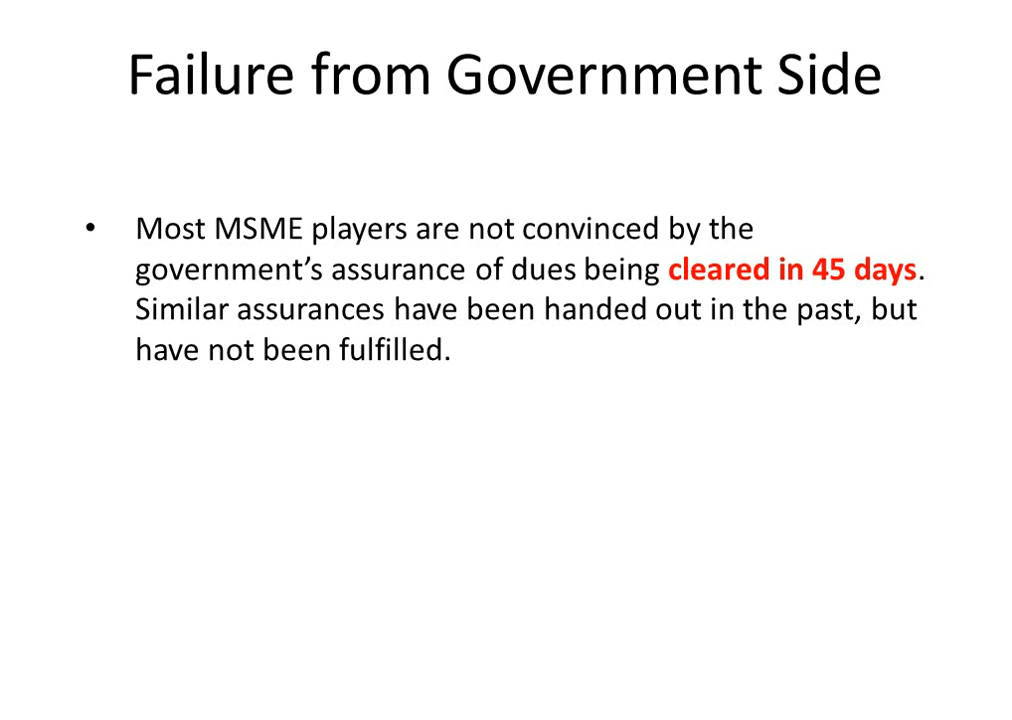 Failure from Government Side
• Most MSME players are not convinced by the
government’s assurance of dues being cleared in 45 days.
Similar assurances have been handed out in the past, but
have not been fulfilled.